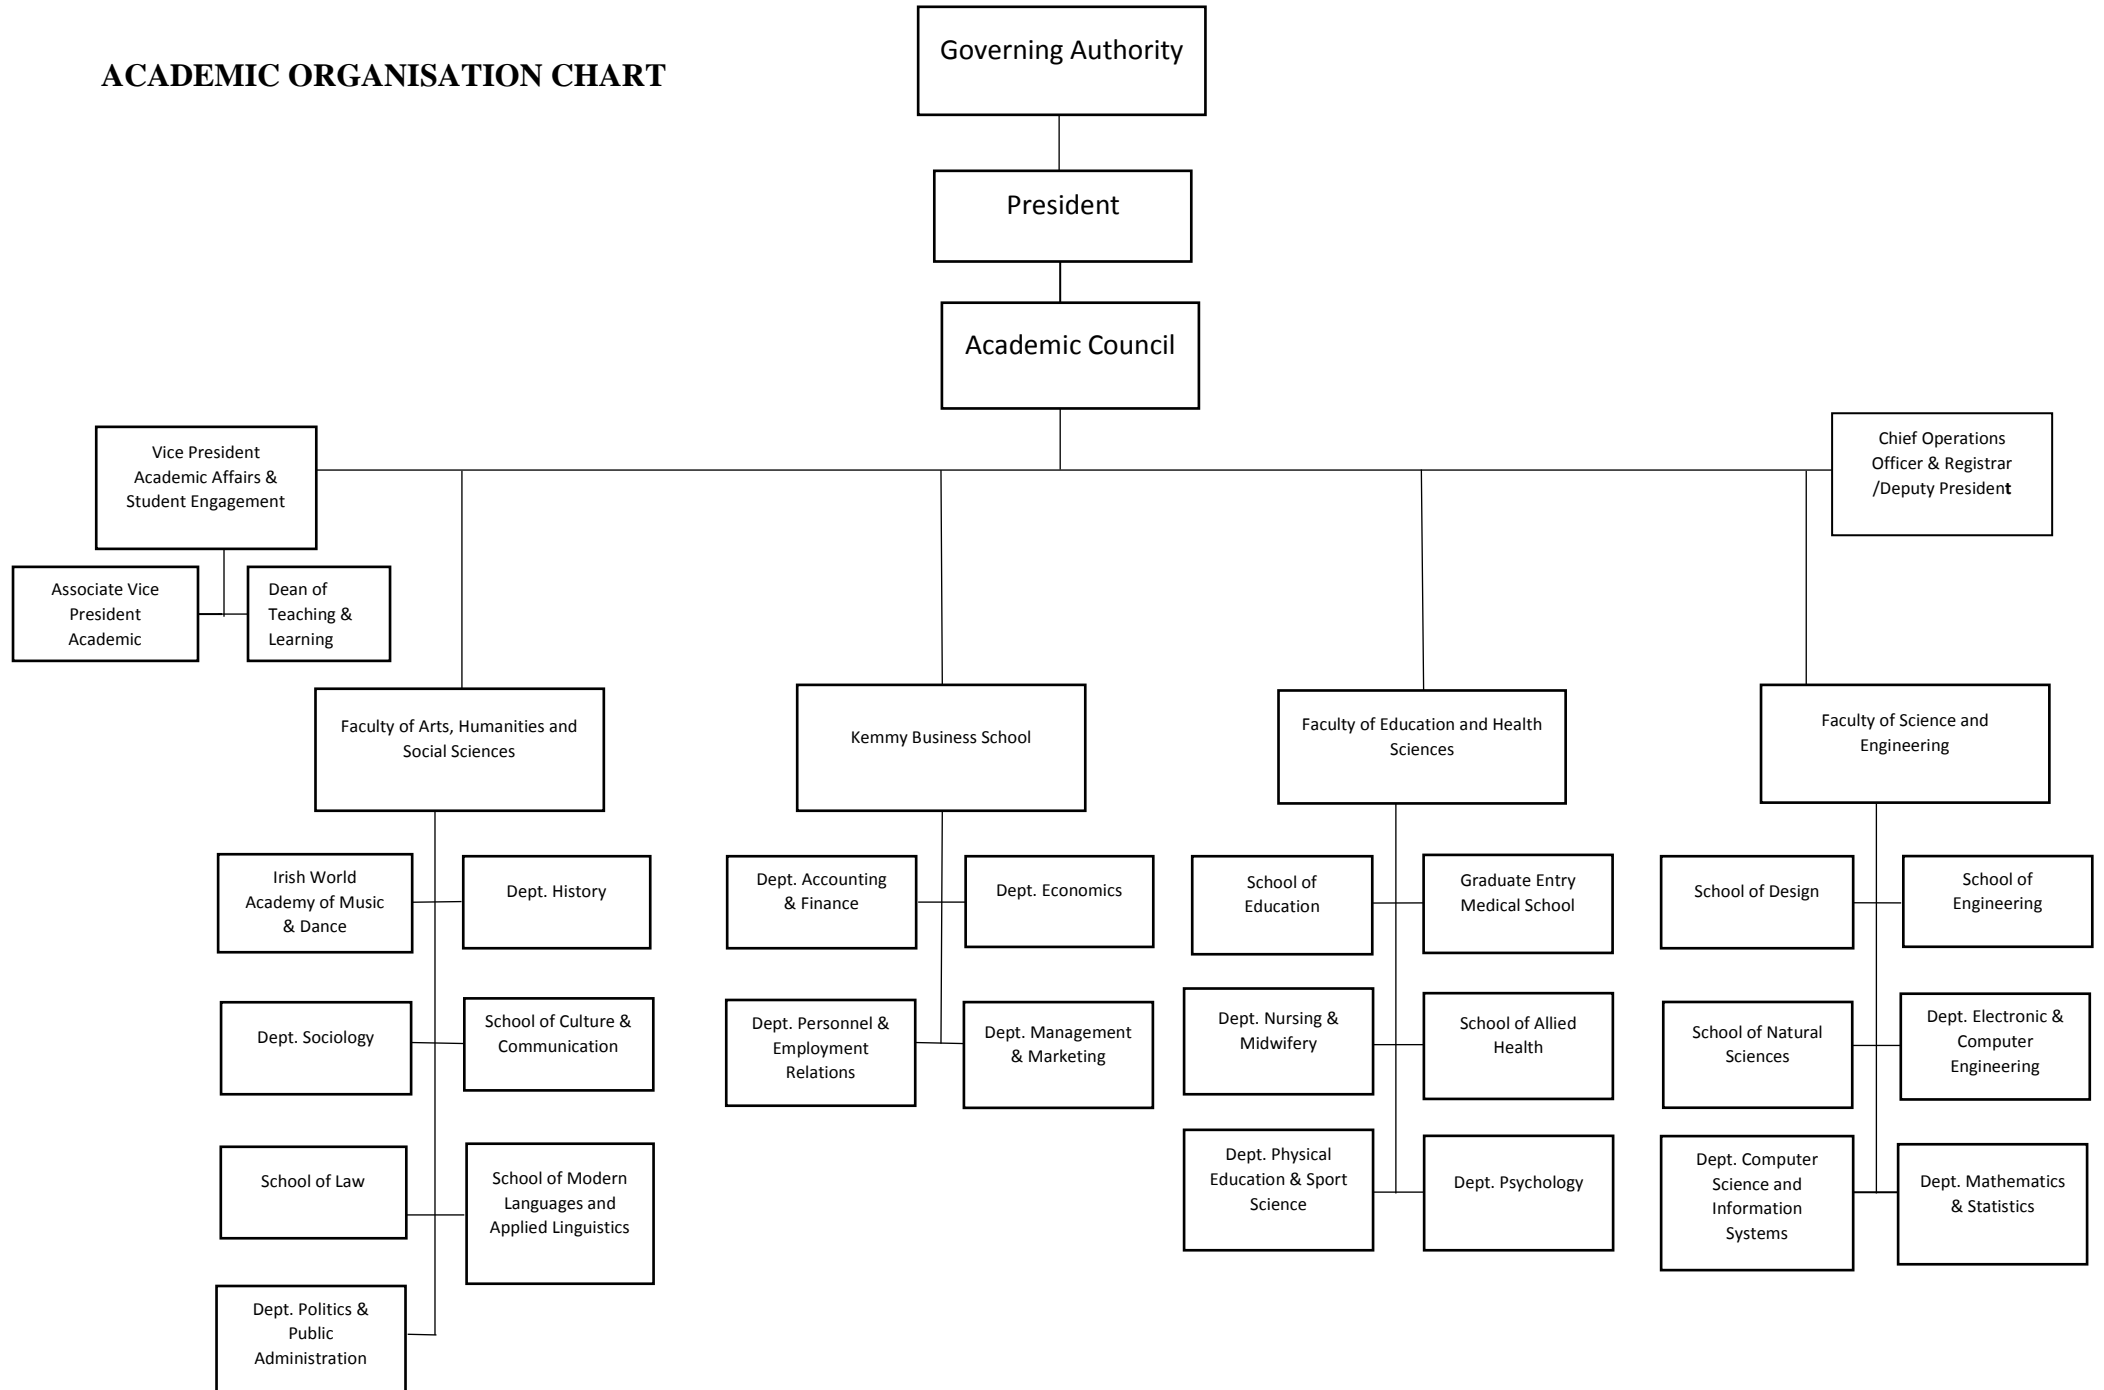 ACADEMIC ORGANISATION CHART
Governing Authority
President
Academic Council
Vice President
Academic Affairs &
Student Engagement
Chief Operations
Officer & Registrar
/Deputy President
Associate Vice
President
Academic
Dean of
Teaching &
Learning
Faculty of Arts, Humanities and
Social Sciences
Kemmy Business School
Faculty of Education and Health
Sciences
Faculty of Science and
Engineering
Irish World
Academy of Music
& Dance
Dept. History
Dept. Accounting
& Finance
Dept. Economics
School of
Education
Graduate Entry
Medical School
School of Design
School of
Engineering
Dept. Sociology
School of Culture &
Communication
Dept. Personnel &
Employment
Relations
Dept. Management
& Marketing
Dept. Nursing &
Midwifery
School of Allied
Health
School of Natural
Sciences
Dept. Electronic &
Computer
Engineering
School of Law
School of Modern
Languages and
Applied Linguistics
Dept. Physical
Education & Sport
Science
Dept. Psychology
Dept. Computer
Science and
Information
Systems
Dept. Mathematics
& Statistics
Dept. Politics &
Public
Administration